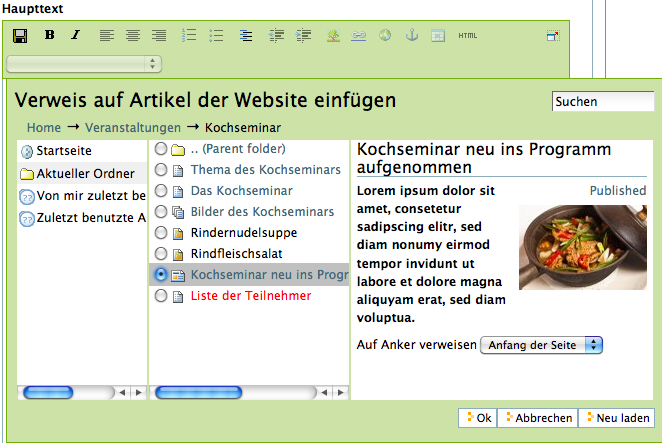 Haupttext
B I HTML
Verweis auf Artikel der Website einfügen
Suchen
Home → Veranstaltungen → Kochseminar
Startseite
Aktueller Ordner
Von mir zuletzt be
Zuletzt benutzte A
.. (Parent folder)
Thema des Kochseminars
Das Kochseminar
Bilder des Kochseminars
Rindernudelsuppe
Rindfleischsalat
Kochseminar neu ins Progr
Liste der Teilnehmer
Kochseminar neu ins Programm
aufgenommen
Published
Lorem ipsum dolor sit
amet, consetetur
sadipscing elitr, sed
diam nonumy eirmod
tempor invidunt ut
labore et dolore magna
aliquyam erat, sed diam
voluptua.
Auf Anker verweisen Anfang der Seite
Ok Abbrechen Neu laden